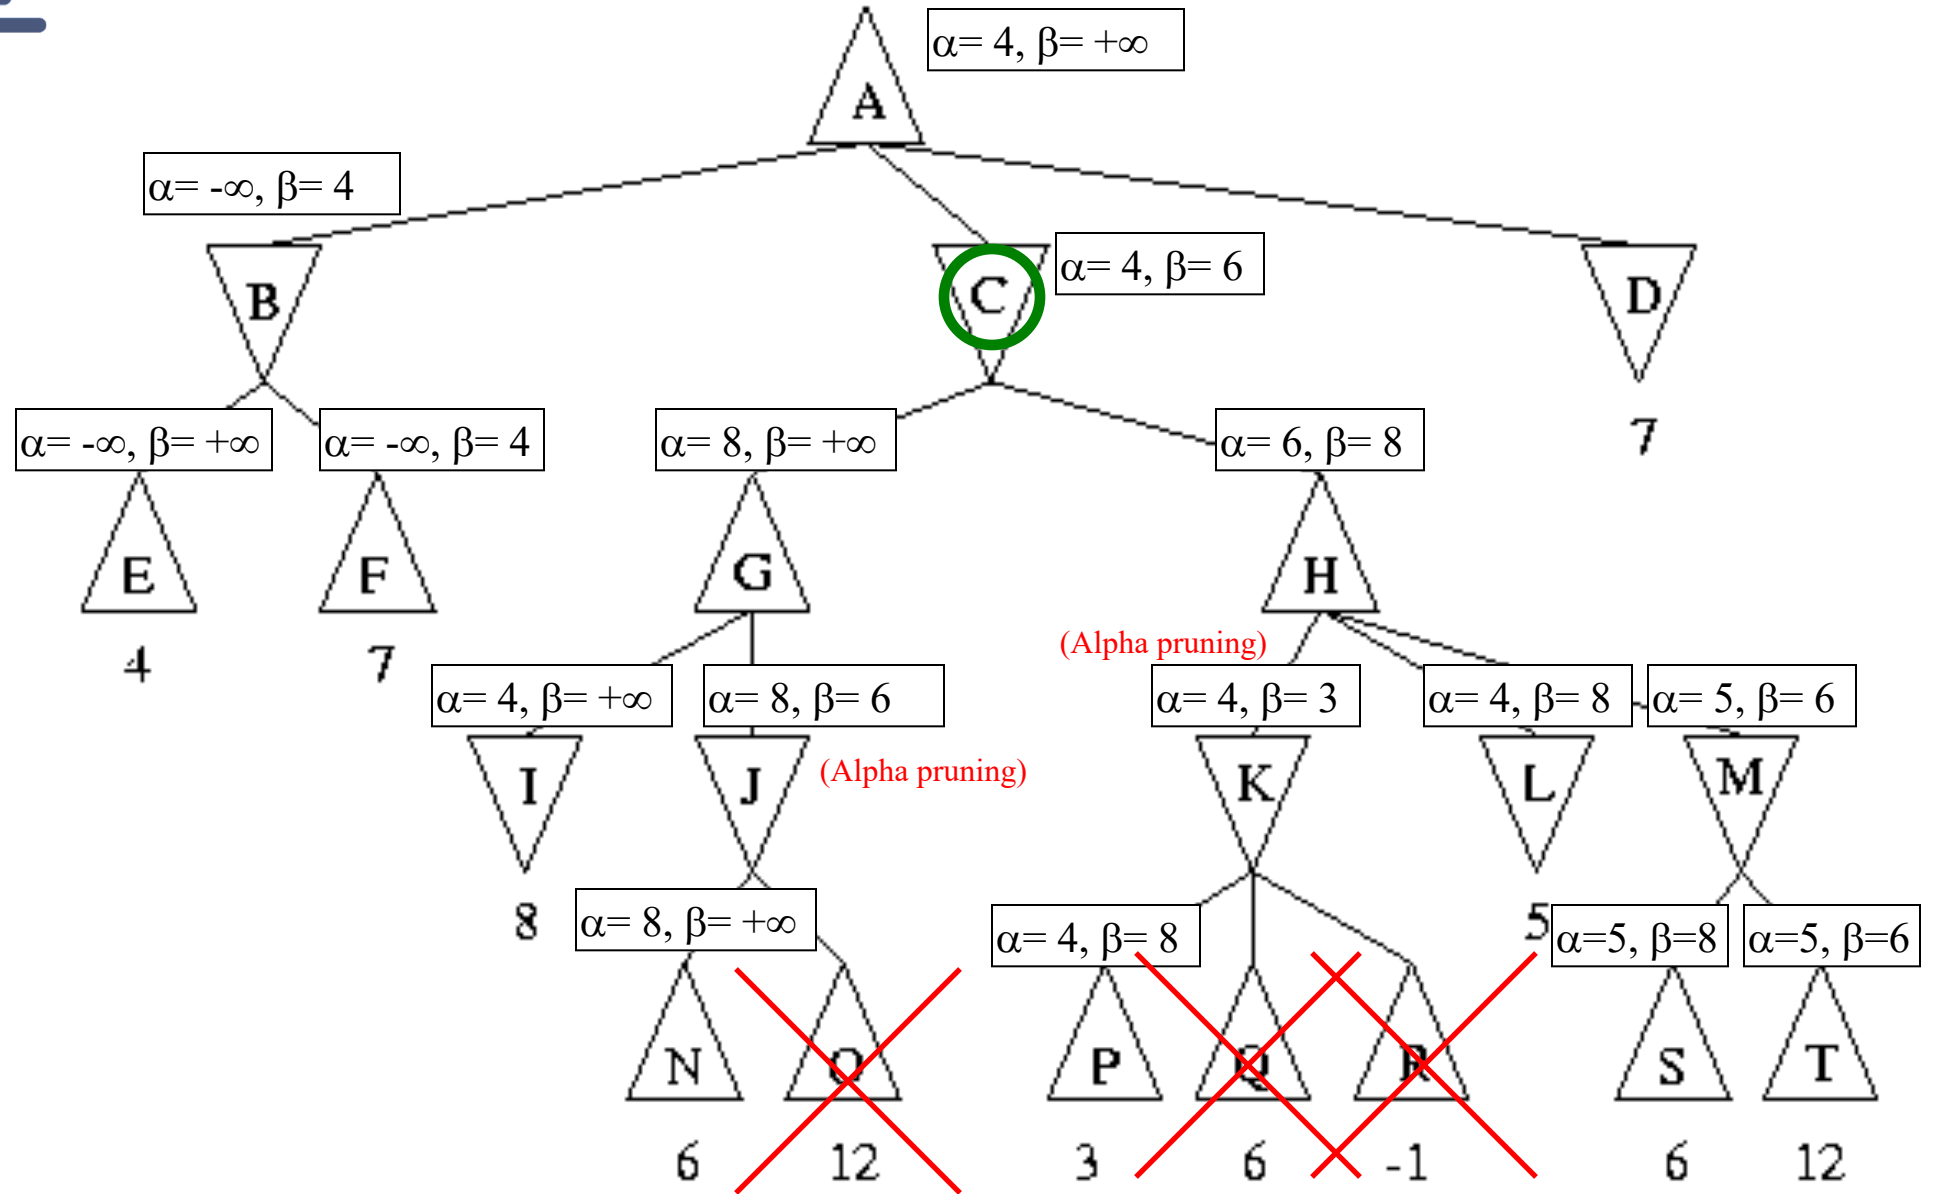 α= 4, β= +∞
A
α= -∞, β= 4
B
C
α= 4, β= 6
D
7
α= -∞, β= +∞
α= -∞, β= 4
α= 8, β= +∞
α= 6, β= 8
E
F
G
H
4
7
(Alpha pruning)
α= 4, β= +∞
α= 8, β= 6
α= 4, β= 3
α= 4, β= 8
α= 5, β= 6
I
J
(Alpha pruning)
K
L
M
8
α= 8, β= +∞
α= 4, β= 8
5
α=5, β=8
α=5, β=6
N
O
P
Q
R
S
T
6
12
3
6
-1
6
12